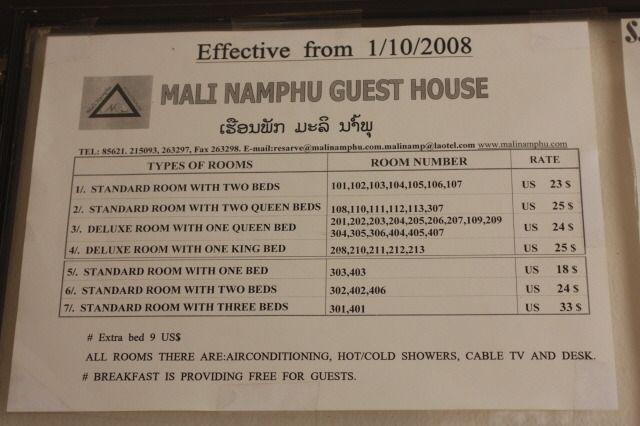 Effective from 1/10/2008
MALI NAMPHU GUEST HOUSE
ເຮືອນພັກ ມະລິ ນ້ຳພຸ
TEL: 85621. 215093, 263297, Fax 263298. E-mail:resarve@malinamphu.com.malinamp@laotel.com www.malinamphu.com
TYPES OF ROOMS ROOM NUMBER RATE
1/. STANDARD ROOM WITH TWO BEDS 101,102,103,104,105,106,107 US 23 $
2/. STANDARD ROOM WITH TWO QUEEN BEDS 108,110,111,112,113,307 US 25 $
3/. DELUXE ROOM WITH ONE QUEEN BED 201,202,203,204,205,206,207,109,209 US 24 $
304,305,306,404,405,407
4/. DELUXE ROOM WITH ONE KING BED 208,210,211,212,213 US 25 $
5/. STANDARD ROOM WITH ONE BED 303,403 US 18 $
6/. STANDARD ROOM WITH TWO BEDS 302,402,406 US 24 $
7/. STANDARD ROOM WITH THREE BEDS 301,401 US 33 $
# Extra bed 9 US$
ALL ROOMS THERE ARE:AIRCONDITIONING, HOT/COLD SHOWERS, CABLE TV AND DESK.
# BREAKFAST IS PROVIDING FREE FOR GUESTS.